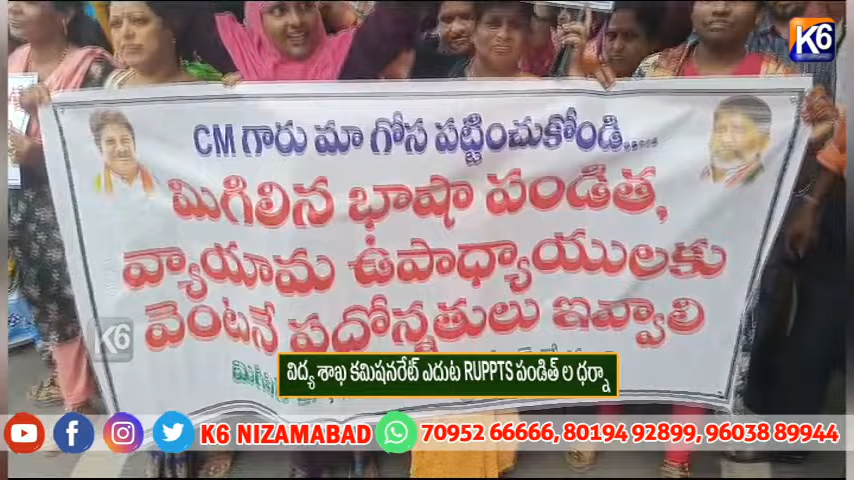 K6
CM గారు మా గోస పట్టించుకోండి.....
మిగిలిన భాషా పండిత,
వ్యాయామ ఉపాధ్యాయులకు
వెంటనే పదోన్నతులు ఇవ్వాలి
K6
విద్య శాఖ కమిషనరేట్ ఎదుట RUPPTS పండిత్ ల ధర్నా
K6 NIZAMABAD 70952 66666, 80194 92899, 96038 89944